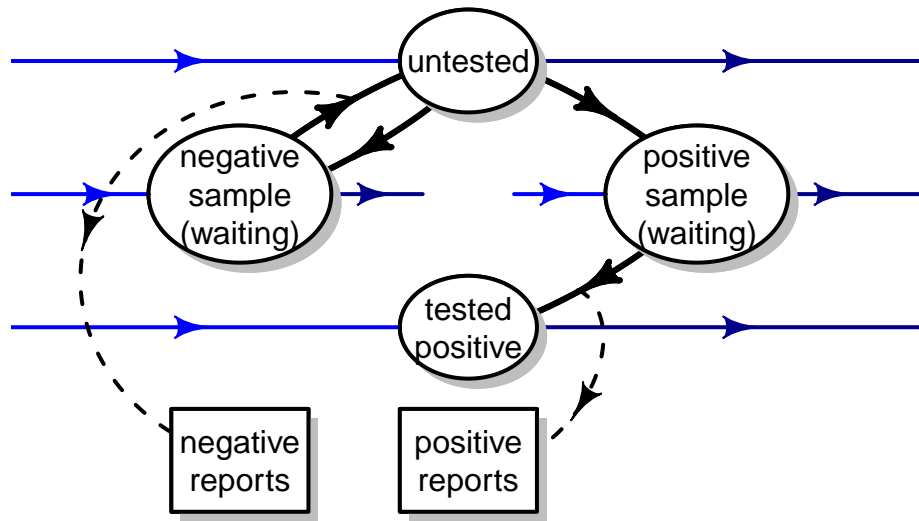 untested
negative
sample
(waiting)
positive
sample
(waiting)
tested
positive
negative
reports
positive
reports